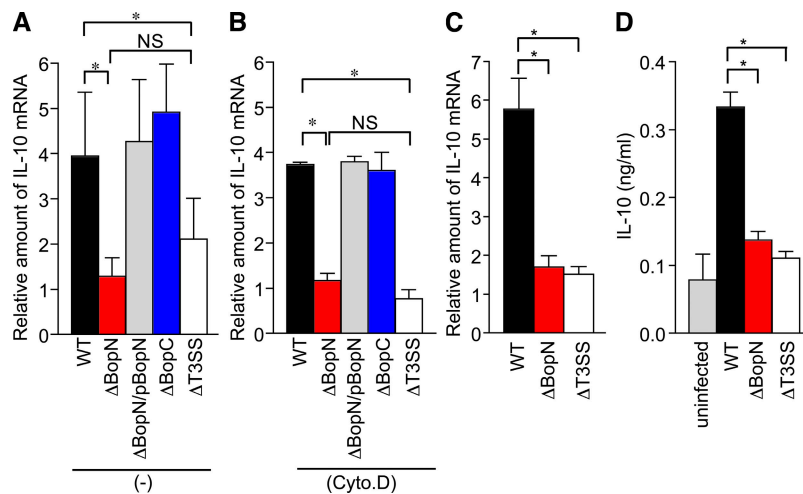 A
Relative amount of IL-10 mRNA
6
5
4
3
2
1
0
*
NS
*
WT
ΔBopN
ΔBopN/pBopN
ΔBopC
ΔT3SS
(-)
B
Relative amount of IL-10 mRNA
6
5
4
3
2
1
0
*
*
NS
WT
ΔBopN
ΔBopN/pBopN
ΔBopC
ΔT3SS
(Cyto.D)
C
Relative amount of IL-10 mRNA
7
6
5
4
3
2
1
0
*
*
WT
ΔBopN
ΔT3SS
D
IL-10 (ng/ml)
0.4
0.3
0.2
0.1
0.0
*
*
uninfected
WT
ΔBopN
ΔT3SS